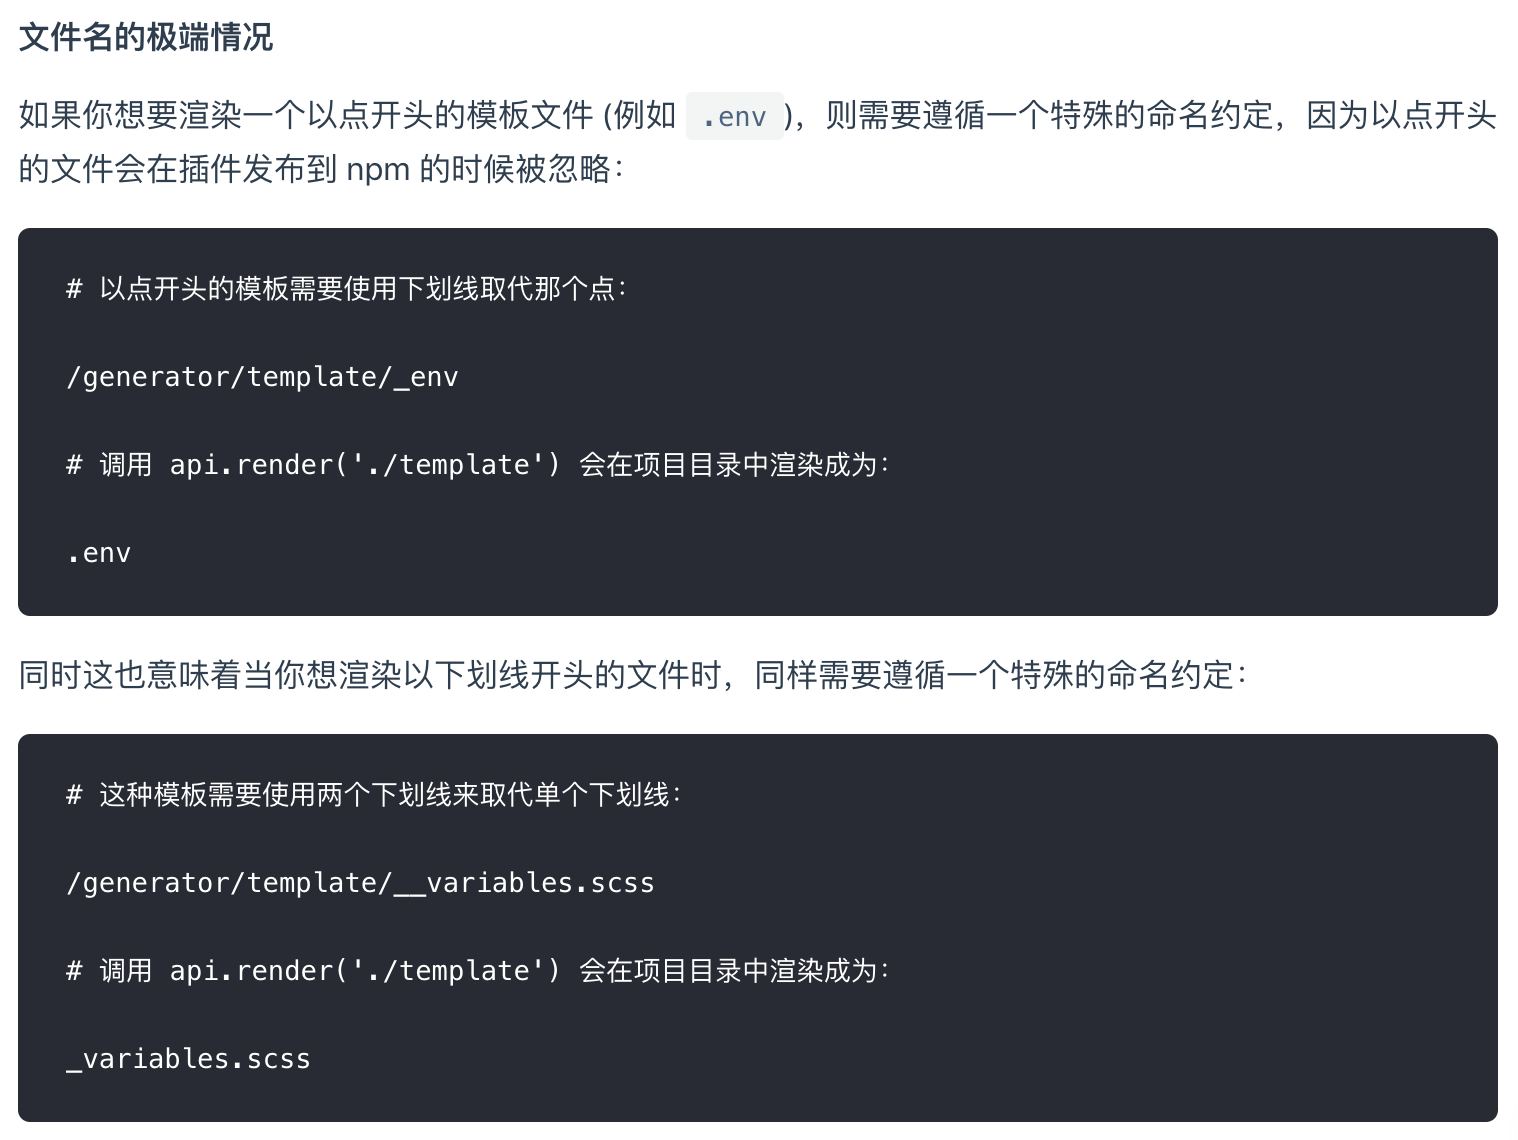 文件名的极端情况
如果你想要渲染一个以点开头的模板文件 (例如 .env )，则需要遵循一个特殊的命名约定，因为以点开头
的文件会在插件发布到 npm 的时候被忽略：
# 以点开头的模板需要使用下划线取代那个点：
/generator/template/_env
# 调用 api.render('./template') 会在项目目录中渲染成为：
.env
同时这也意味着当你想渲染以下划线开头的文件时，同样需要遵循一个特殊的命名约定：
# 这种模板需要使用两个下划线来取代单个下划线：
/generator/template/__variables.scss
# 调用 api.render('./template') 会在项目目录中渲染成为：
_variables.scss